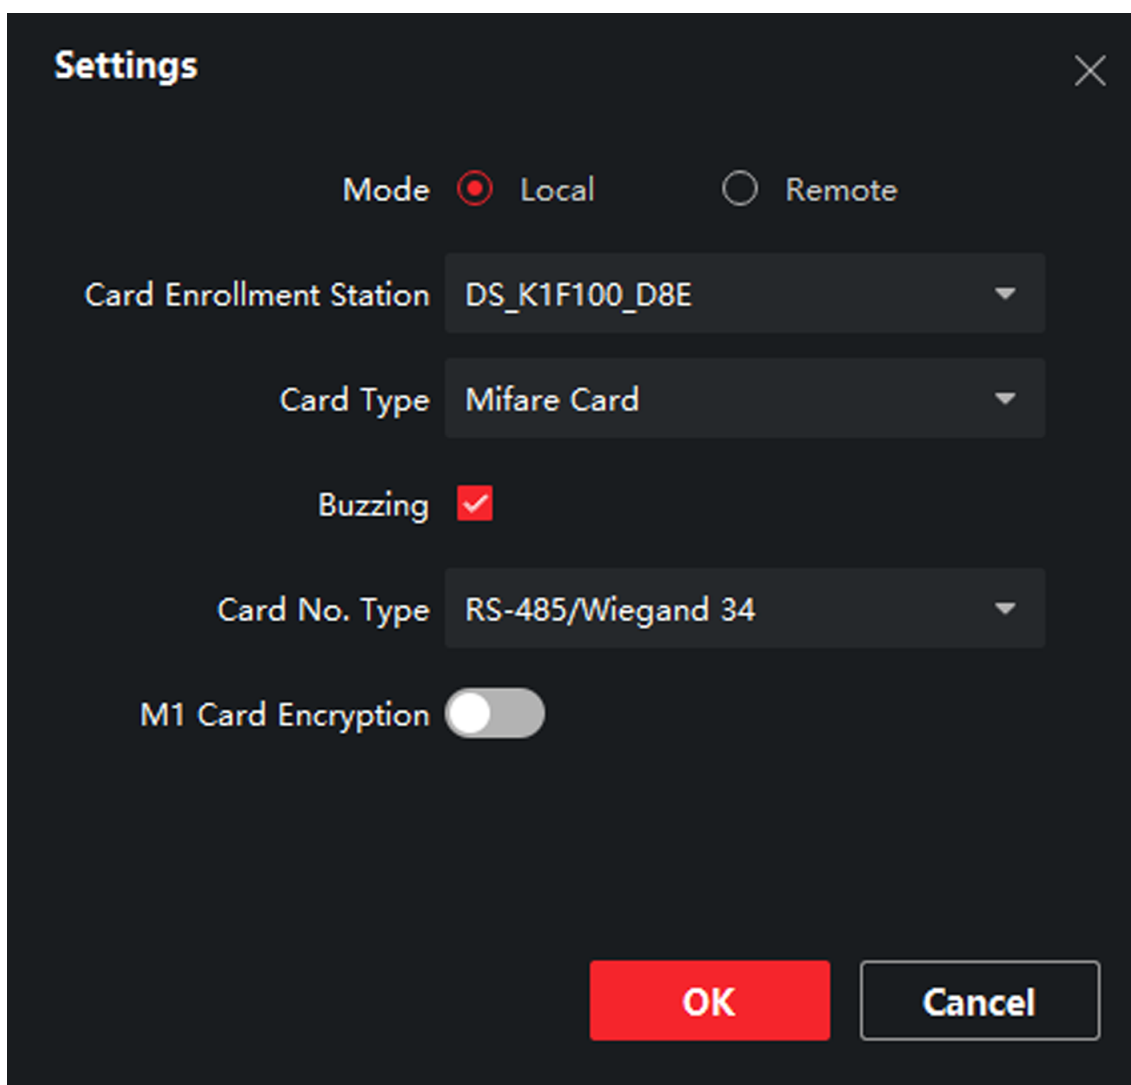 Settings
Mode Local Remote
Card Enrollment Station DS_K1F100_D8E
Card Type Mifare Card
Buzzing
Card No. Type RS-485/Wiegand 34
M1 Card Encryption
OK Cancel